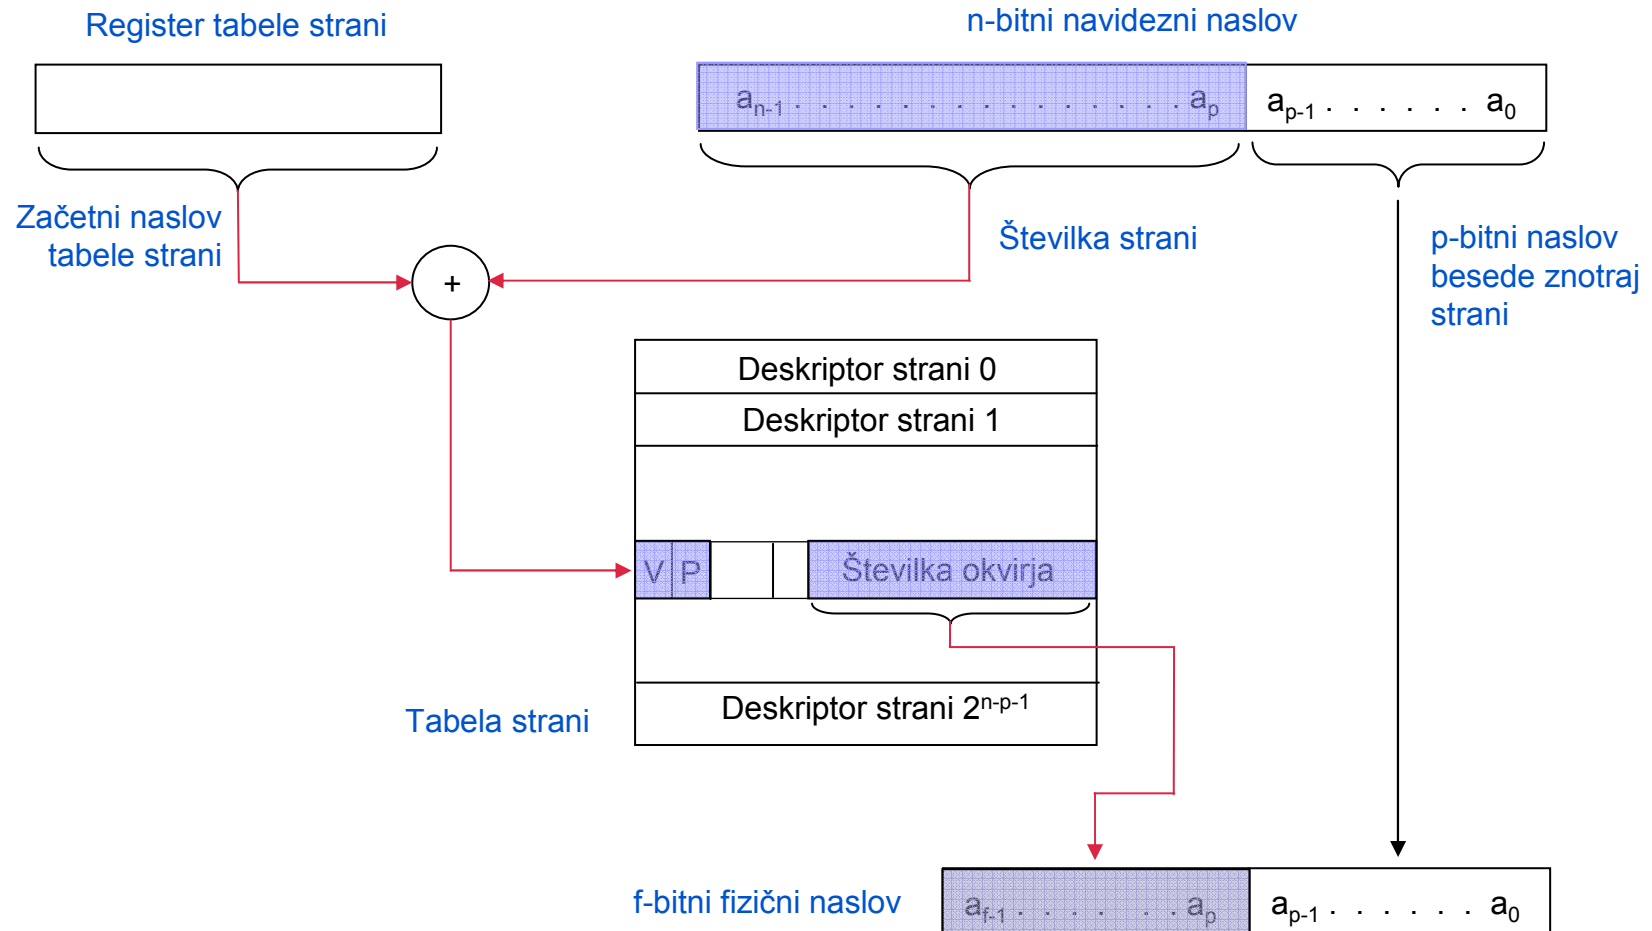 Register tabele strani
n-bitni navidezni naslov
aₙ₋₁ . . . . . . . . . . . . . . . . aₚ
aₚ₋₁ . . . . . . a₀
Začetni naslov
tabele strani
Številka strani
p-bitni naslov
besede znotraj
strani
+
Deskriptor strani 0
Deskriptor strani 1
V P
Številka okvirja
Deskriptor strani 2ⁿ⁻ᵖ⁻¹
Tabela strani
f-bitni fizični naslov
a_f-1 . . . . . . aₚ
aₚ₋₁ . . . . . . a₀